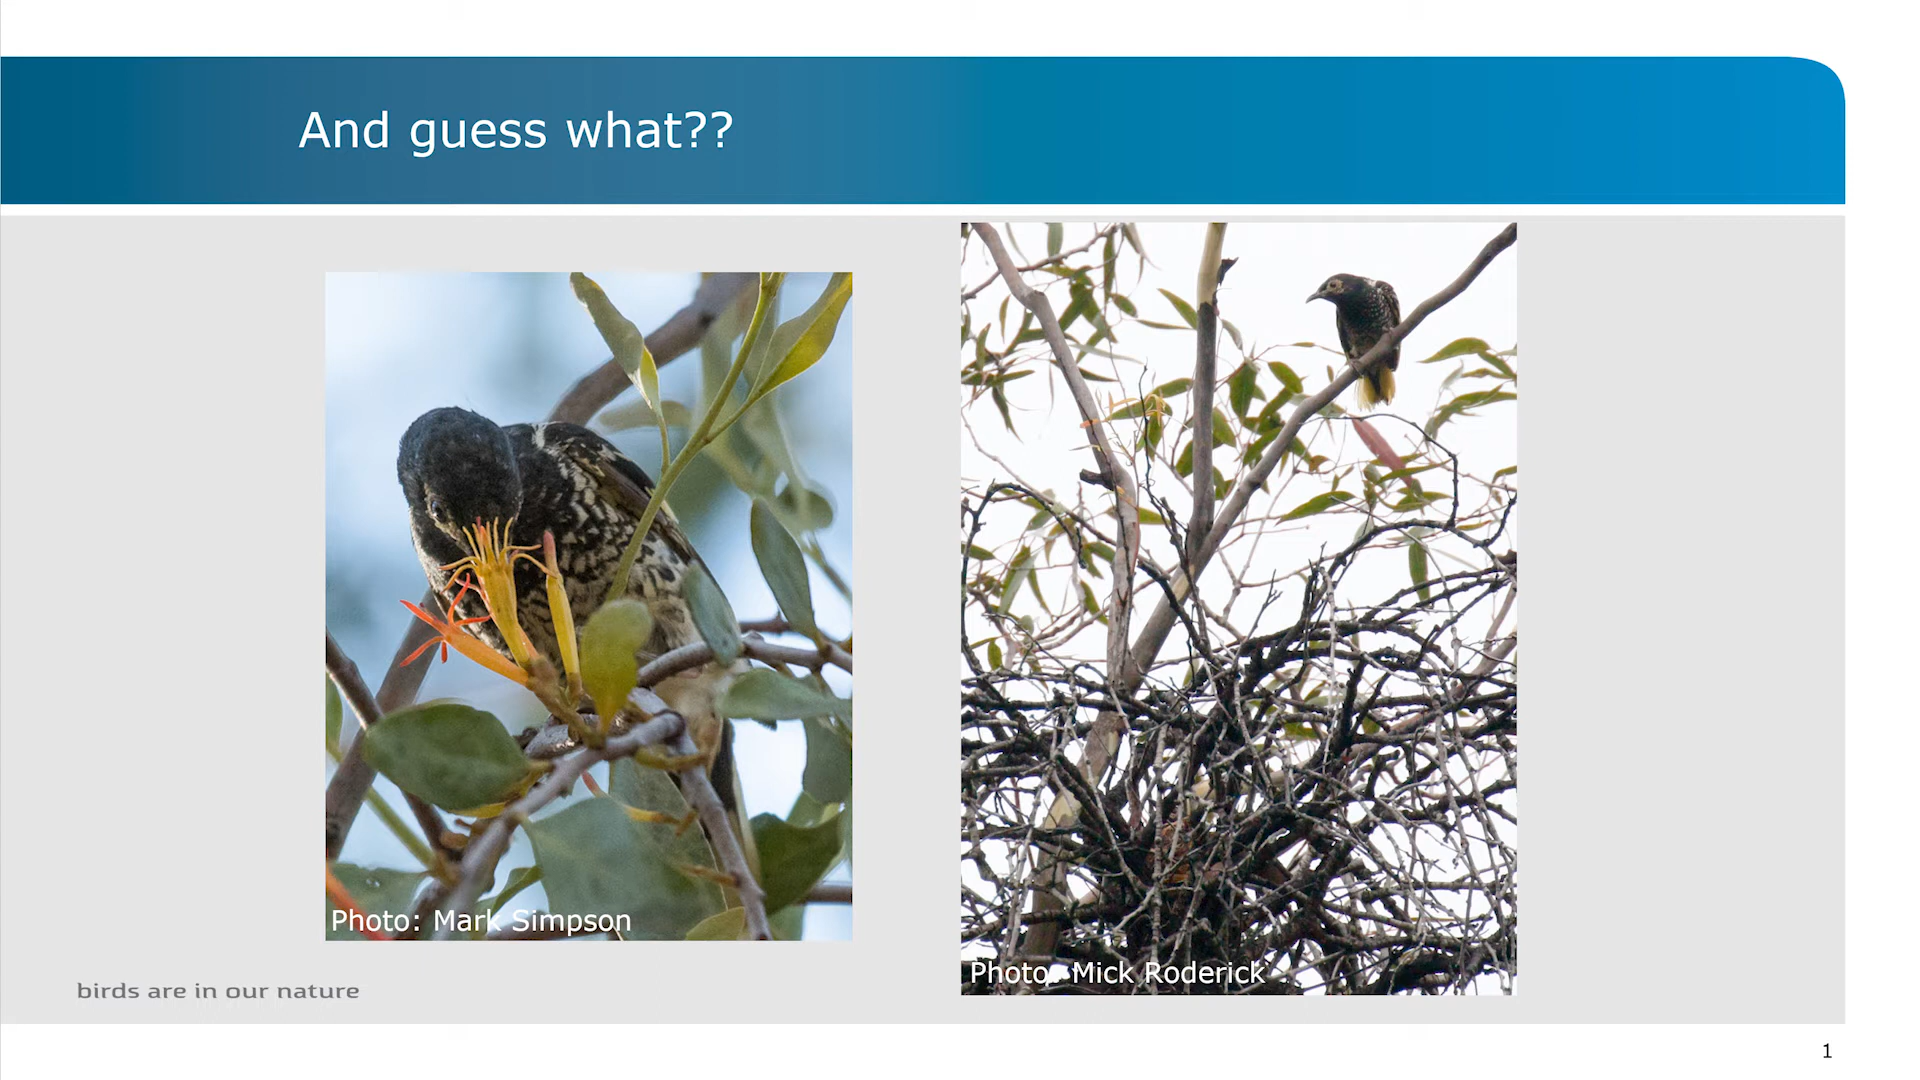 And guess what??
Photo: Mark Simpson
Photo: Mick Roderick
birds are in our nature
1